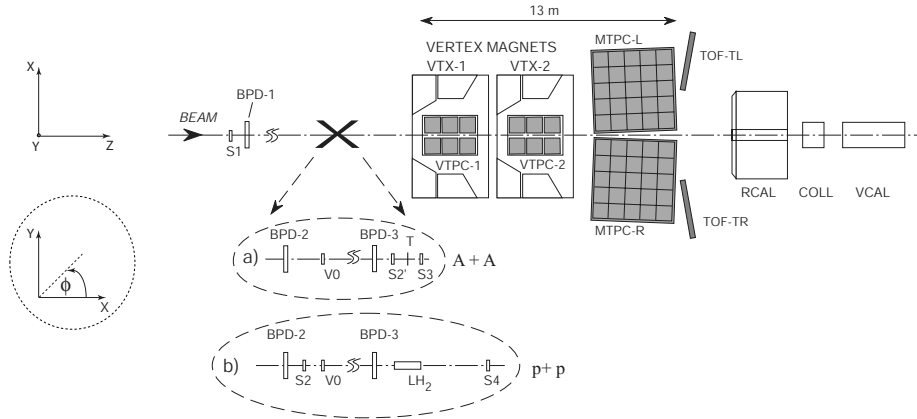 13 m
MTPC-L
VERTEX MAGNETS
VTX-1 VTX-2
TOF-TL
X
BPD-1
BEAM
Y Z
S1
VTPC-1 VTPC-2
RCAL COLL VCAL
MTPC-R
TOF-TR
Y
ϕ
X
BPD-2 BPD-3 T
a) A + A
V0 S2' S3
BPD-2 BPD-3
b) p+ p
S2 V0 LH2 S4